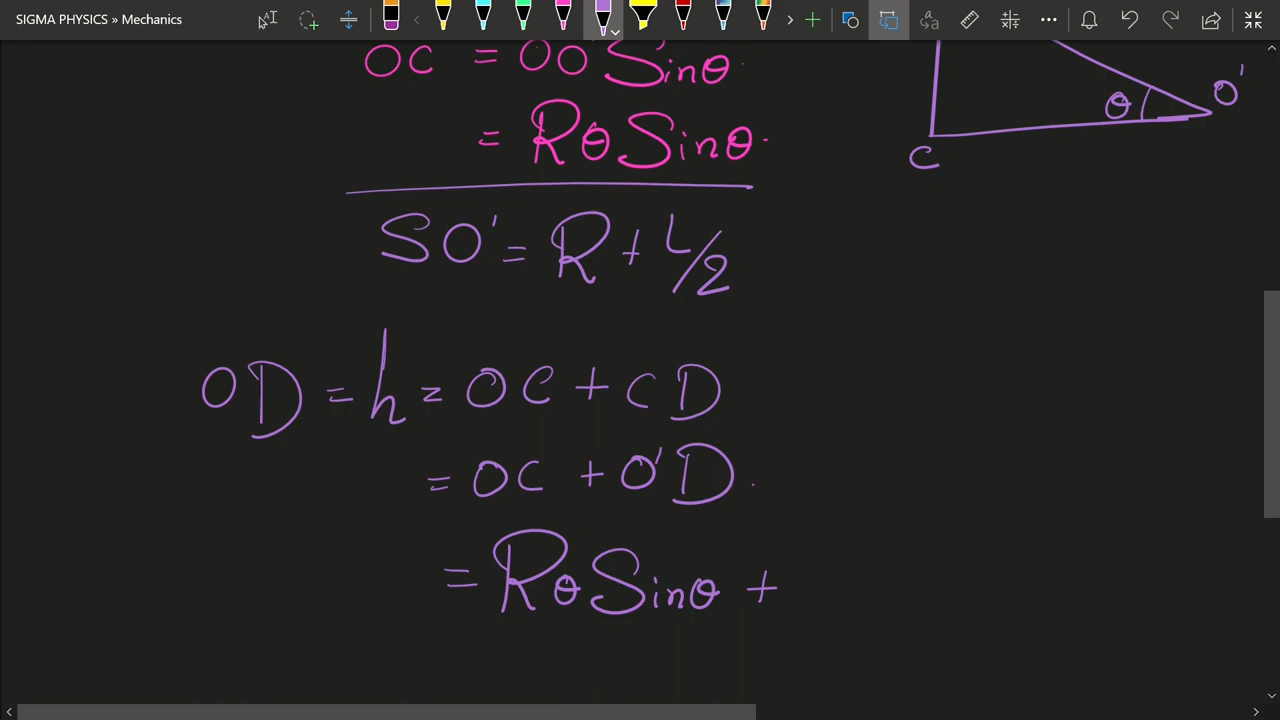 SIGMA PHYSICS » Mechanics
OC = OO' Sinθ.
= RθSinθ.
θ
O'
C
SO' = R + L/2
OD = h = OC + CD
= OC + O'D.
= RθSinθ +